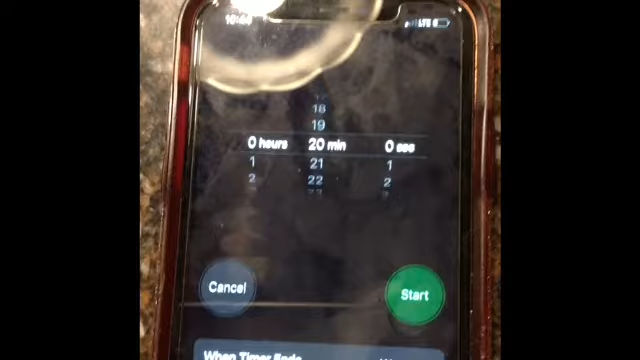 LTE
18
19
0 hours 20 min 0 sec
1 21 1
2 22 2
Cancel Start
When Timer Ends